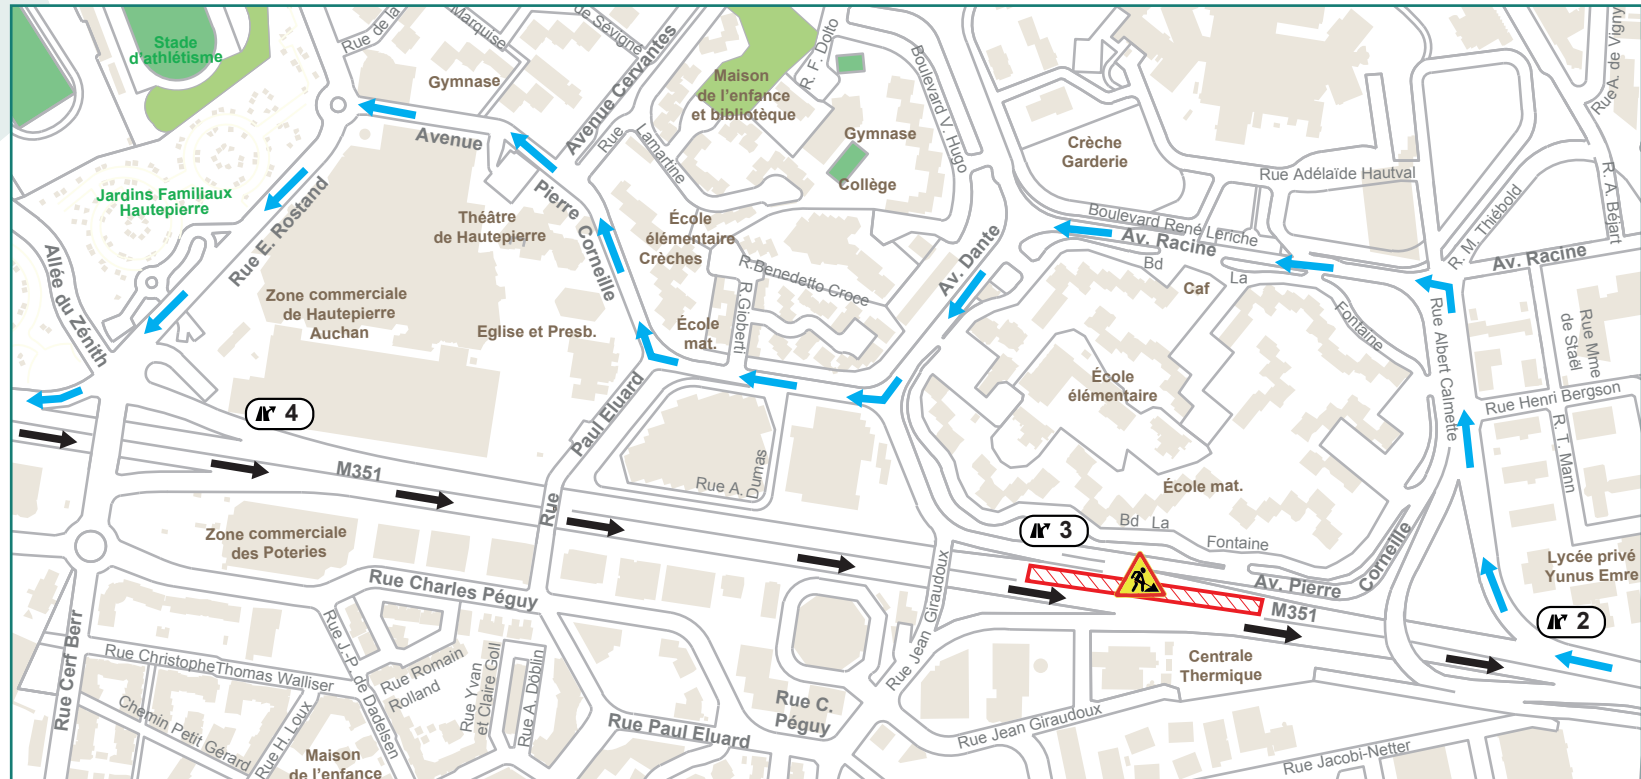 Stade
d'athlétisme
Rue de la
Marquise
de Sévigné
Gymnase
Avenue Cervantes
Maison
de l'enfance
et bibliotèque
R. F. Dolto
Boulevard V. Hugo
Gymnase
Collège
Crèche
Garderie
Rue A. de Vigny
Rue Adélaïde Hautval
R. A Béjart
R. M. Thiébold
Avenue
Pierre Corneille
Rue
Lamartine
Jardins Familiaux
Hautepierre
Rue E. Rostand
Allée du Zénith
Théâtre
de Hautepierre
École
élémentaire
Crèches
R.Benedetto Croce
R.Gioberti
École
mat.
Av. Dante
Boulevard René Leriche
Av. Racine
Av. Racine
Bd
La
Fontaine
Caf
Zone commerciale
de Hautepierre
Auchan
Eglise et Presb.
Rue Albert Calmette
Rue Mme
de Staël
Rue Henri Bergson
R. T. Mann
École
élémentaire
École mat.
4
M351
Rue
Paul Eluard
Rue A.
Dumas
Bd La
Fontaine
3
Av. Pierre
Corneille
M351
Lycée privé
Yunus Emre
2
Zone commerciale
des Poteries
Rue Charles Péguy
Rue Jean Giraudoux
Centrale
Thermique
Rue Cerf Berr
Rue ChristopheThomas Walliser
Chemin Petit Gérard
Rue H. Loux
Rue J.-P. de Dadelsen
Rue Romain
Rolland
Rue Yvan
et Claire Goll
Rue A. Döblin
Rue Paul Eluard
Rue C.
Péguy
Rue Jean Giraudoux
Rue Jacobi-Netter
Maison
de l'enfance